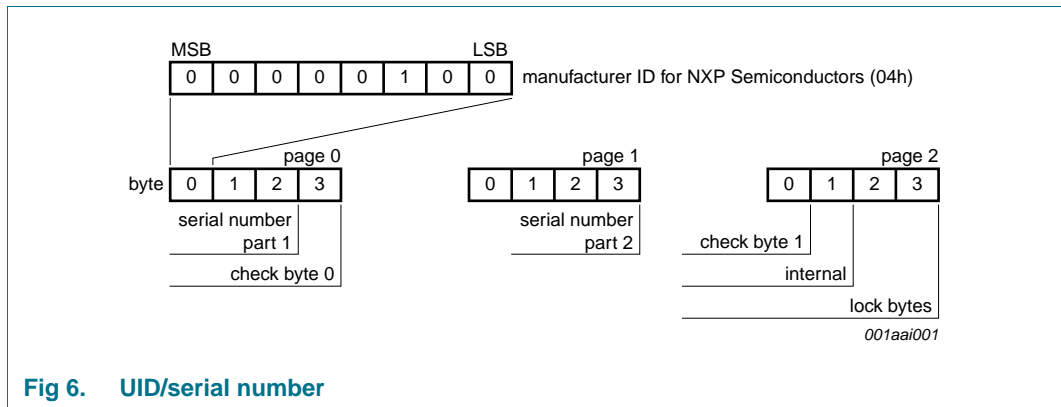 MSB LSB
0 0 0 0 0 1 0 0 manufacturer ID for NXP Semiconductors (04h)
page 0 page 1 page 2
byte 0 1 2 3 0 1 2 3 0 1 2 3
serial number serial number
part 1 part 2 check byte 1
check byte 0 internal
lock bytes
001aai001
Fig 6. UID/serial number